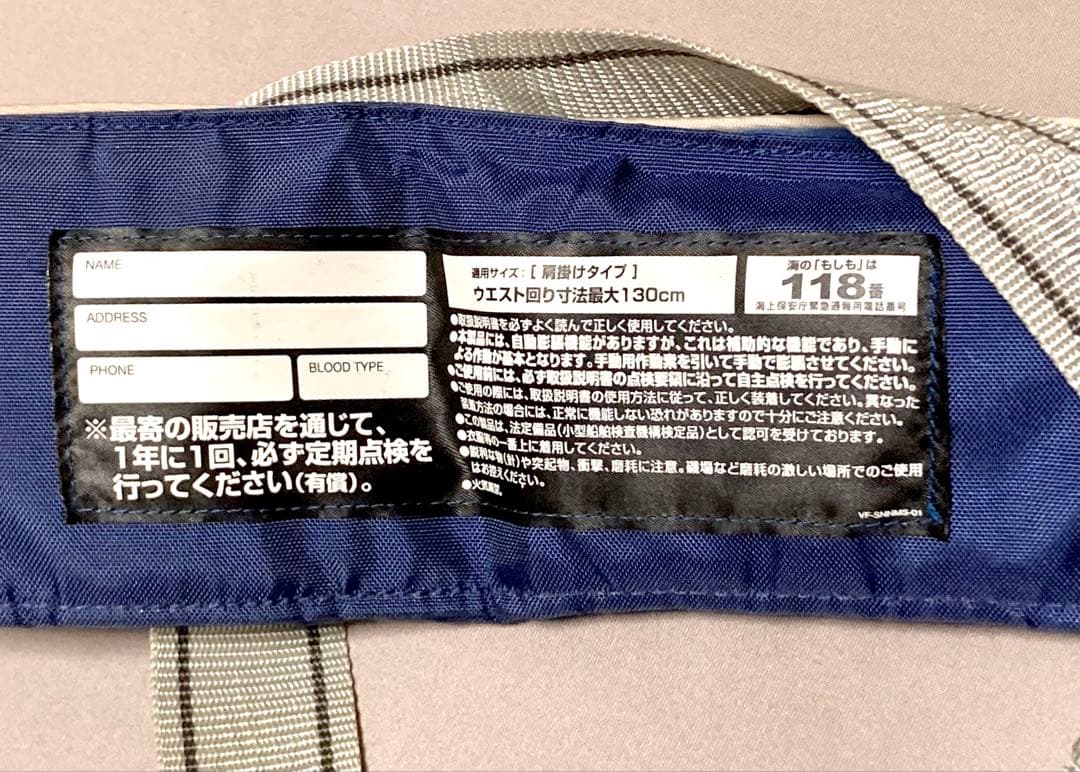 NAME
ADDRESS
PHONE
BLOOD TYPE
※最寄の販売店を通じて、
1年に1回、必ず定期点検を
行ってください(有償)。
適用サイズ:[ 肩掛けタイプ ]
ウエスト回り寸法最大130cm
海の「もしも」は
118番
海上保安庁緊急通報用電話番号
●取扱説明書を必ずよく読んで正しく使用してください。
●本製品には、自動膨脹機能がありますが、これは補助的な機能であり、手動に
よる作動が基本となります。手動用作動索を引いて手動で膨脹させてください。
●ご使用前には、必ず取扱説明書の点検要領に沿って自主点検を行ってください。
●ご使用の際には、取扱説明書の使用方法に従って、正しく装着してください。異なった
装着方法の場合には、正常に機能しない恐れがありますので十分にご注意ください。
●この製品は、法定備品(小型船舶検査機構検定品)として認可を受けております。
●衣服等の一番上に着用してください。
●鋭利な物(針)や突起物、衝撃、磨耗に注意。磯場など磨耗の激しい場所でのご使用
はお控えください。
●火気厳禁。
VF-SNNMS-01